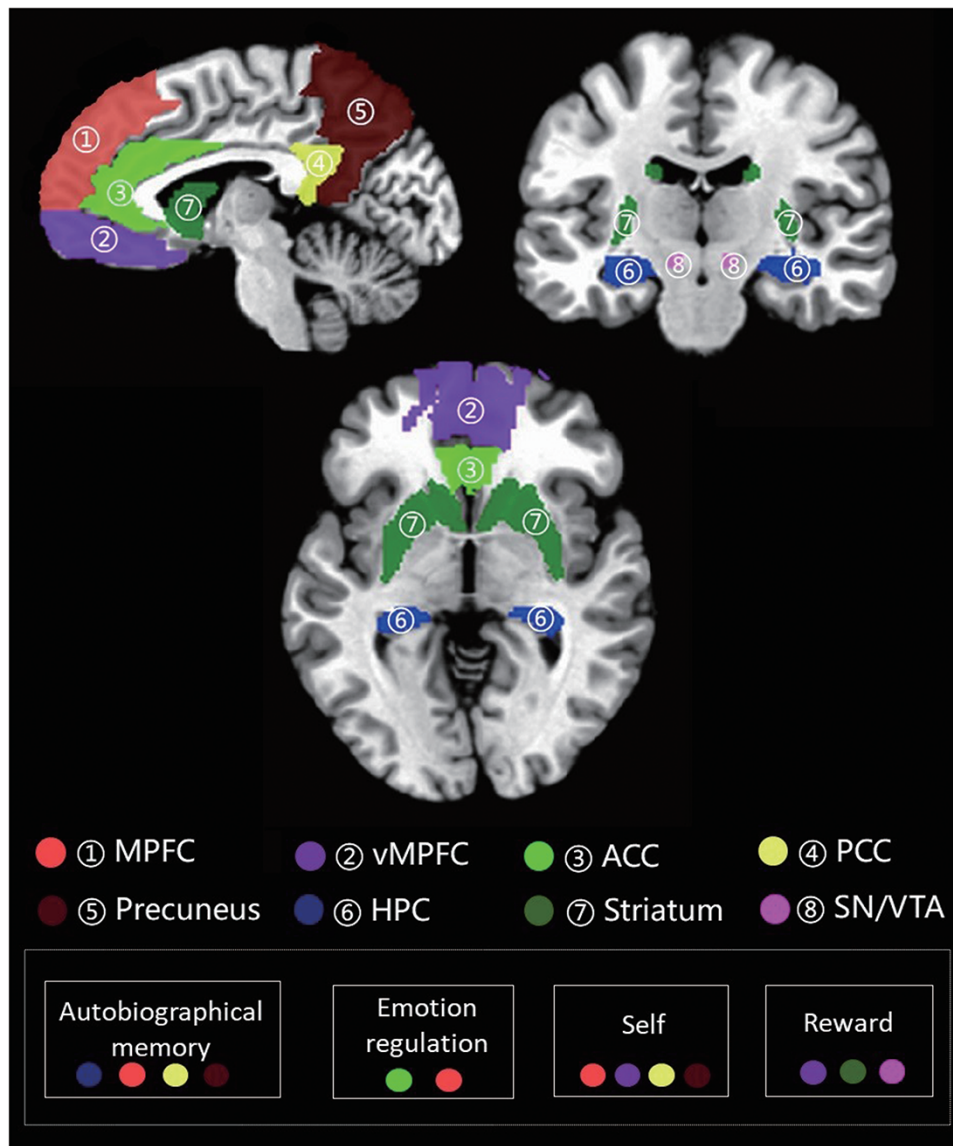 ① ⑤
③ ④
② ⑦
⑦ ⑦
⑥ ⑧ ⑧ ⑥
②
③
⑦ ⑦
⑥ ⑥
① MPFC ② vMPFC ③ ACC ④ PCC
⑤ Precuneus ⑥ HPC ⑦ Striatum ⑧ SN/VTA
Autobiographical
memory
Emotion
regulation
Self
Reward